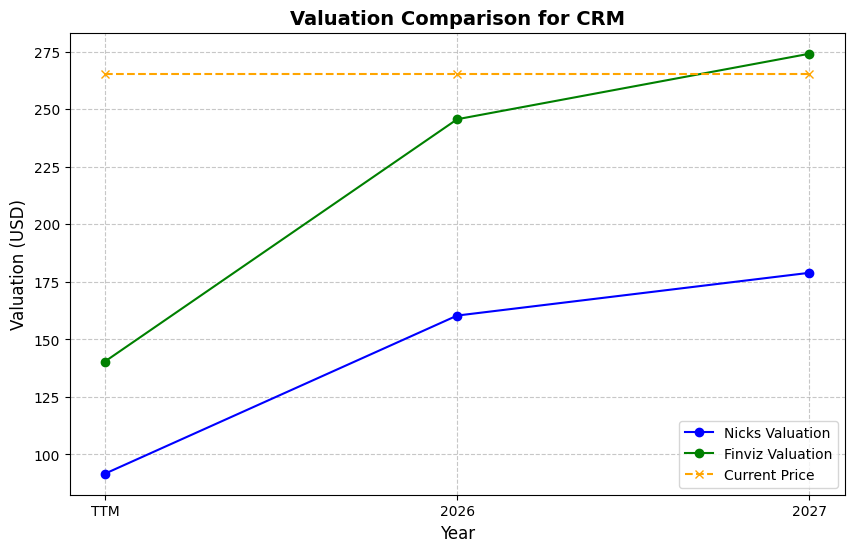 Valuation Comparison for CRM
Valuation (USD)
275
250
225
200
175
150
125
100
TTM
2026
2027
Year
Nicks Valuation
Finviz Valuation
Current Price